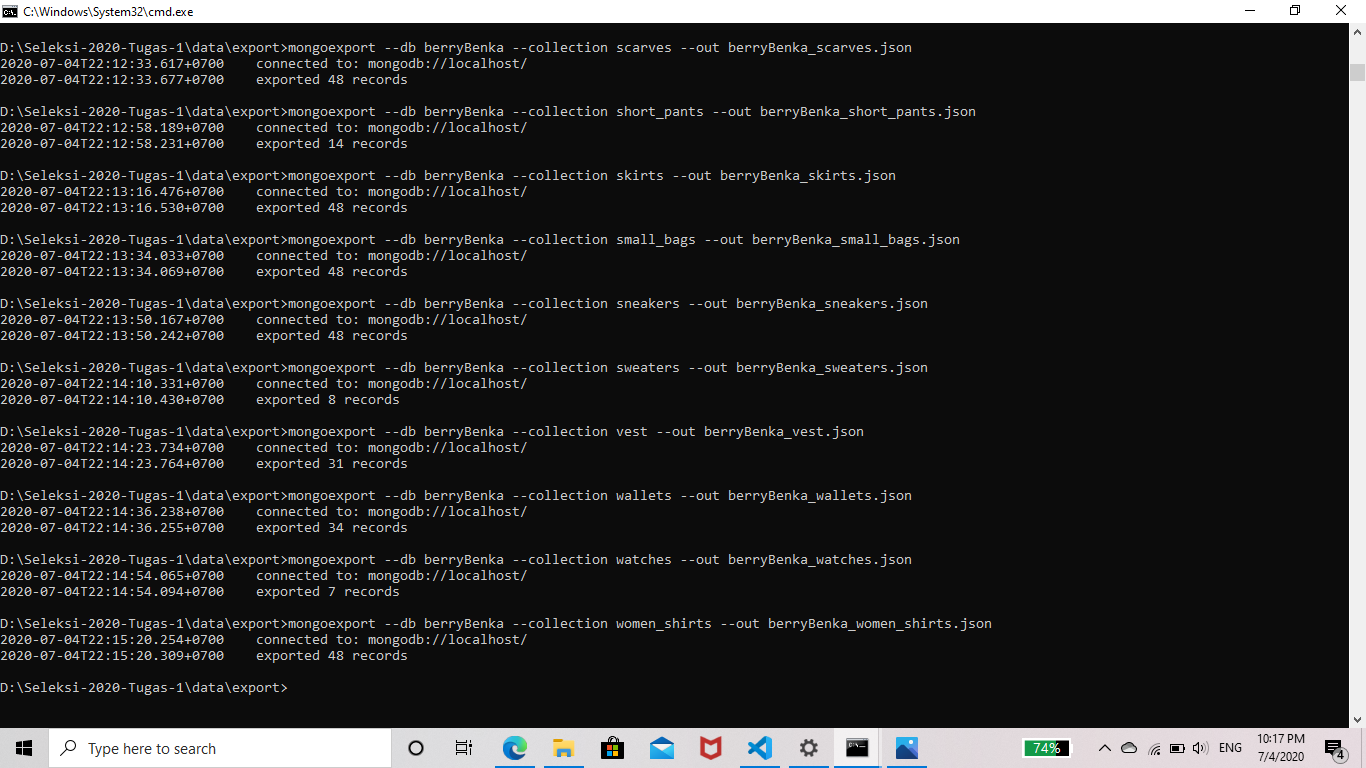 C:\Windows\System32\cmd.exe
D:\Seleksi-2020-Tugas-1\data\export>mongoexport --db berryBenka --collection scarves --out berryBenka_scarves.json
2020-07-04T22:12:33.617+0700    connected to: mongodb://localhost/
2020-07-04T22:12:33.677+0700    exported 48 records
D:\Seleksi-2020-Tugas-1\data\export>mongoexport --db berryBenka --collection short_pants --out berryBenka_short_pants.json
2020-07-04T22:12:58.189+0700    connected to: mongodb://localhost/
2020-07-04T22:12:58.231+0700    exported 14 records
D:\Seleksi-2020-Tugas-1\data\export>mongoexport --db berryBenka --collection skirts --out berryBenka_skirts.json
2020-07-04T22:13:16.476+0700    connected to: mongodb://localhost/
2020-07-04T22:13:16.530+0700    exported 48 records
D:\Seleksi-2020-Tugas-1\data\export>mongoexport --db berryBenka --collection small_bags --out berryBenka_small_bags.json
2020-07-04T22:13:34.033+0700    connected to: mongodb://localhost/
2020-07-04T22:13:34.069+0700    exported 48 records
D:\Seleksi-2020-Tugas-1\data\export>mongoexport --db berryBenka --collection sneakers --out berryBenka_sneakers.json
2020-07-04T22:13:50.167+0700    connected to: mongodb://localhost/
2020-07-04T22:13:50.242+0700    exported 48 records
D:\Seleksi-2020-Tugas-1\data\export>mongoexport --db berryBenka --collection sweaters --out berryBenka_sweaters.json
2020-07-04T22:14:10.331+0700    connected to: mongodb://localhost/
2020-07-04T22:14:10.430+0700    exported 8 records
D:\Seleksi-2020-Tugas-1\data\export>mongoexport --db berryBenka --collection vest --out berryBenka_vest.json
2020-07-04T22:14:23.734+0700    connected to: mongodb://localhost/
2020-07-04T22:14:23.764+0700    exported 31 records
D:\Seleksi-2020-Tugas-1\data\export>mongoexport --db berryBenka --collection wallets --out berryBenka_wallets.json
2020-07-04T22:14:36.238+0700    connected to: mongodb://localhost/
2020-07-04T22:14:36.255+0700    exported 34 records
D:\Seleksi-2020-Tugas-1\data\export>mongoexport --db berryBenka --collection watches --out berryBenka_watches.json
2020-07-04T22:14:54.065+0700    connected to: mongodb://localhost/
2020-07-04T22:14:54.094+0700    exported 7 records
D:\Seleksi-2020-Tugas-1\data\export>mongoexport --db berryBenka --collection women_shirts --out berryBenka_women_shirts.json
2020-07-04T22:15:20.254+0700    connected to: mongodb://localhost/
2020-07-04T22:15:20.309+0700    exported 48 records
D:\Seleksi-2020-Tugas-1\data\export>
Type here to search
74%
ENG
10:17 PM
7/4/2020
4